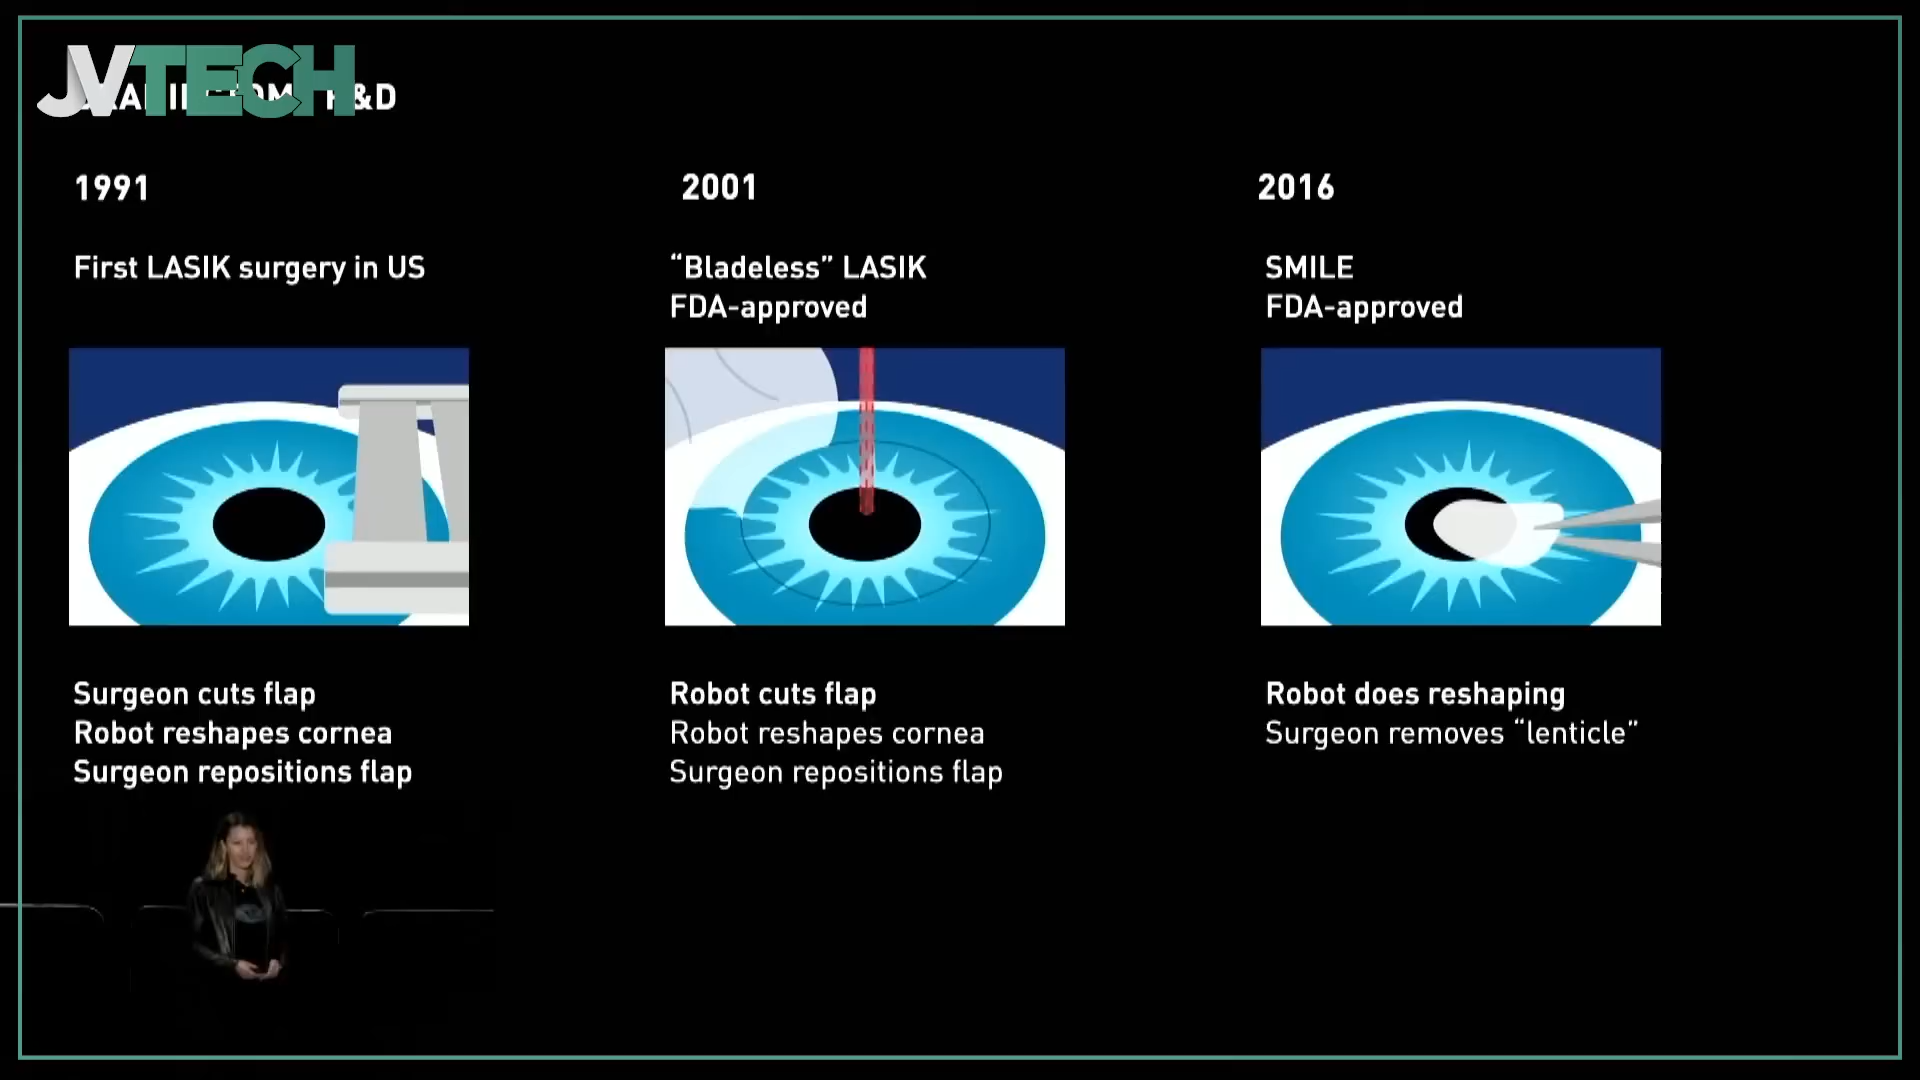 JVTECH
R&D
1991
First LASIK surgery in US
Surgeon cuts flap
Robot reshapes cornea
Surgeon repositions flap
2001
“Bladeless” LASIK
FDA-approved
Robot cuts flap
Robot reshapes cornea
Surgeon repositions flap
2016
SMILE
FDA-approved
Robot does reshaping
Surgeon removes “lenticle”